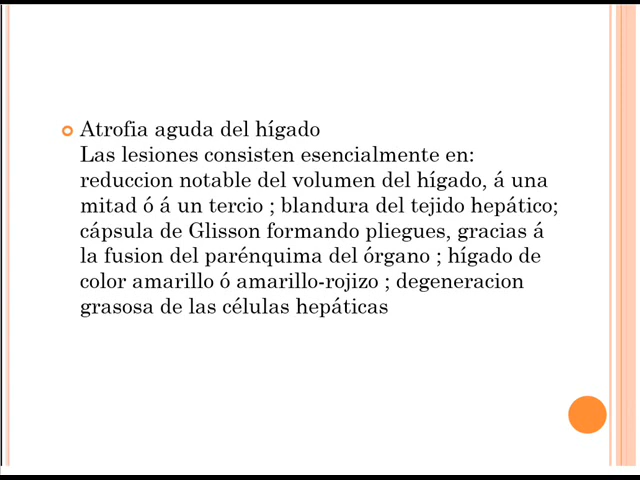 Atrofia aguda del hígado
Las lesiones consisten esencialmente en:
reduccion notable del volumen del hígado, á una
mitad ó á un tercio ; blandura del tejido hepático;
cápsula de Glisson formando pliegues, gracias á
la fusion del parénquima del órgano ; hígado de
color amarillo ó amarillo-rojizo ; degeneracion
grasosa de las células hepáticas